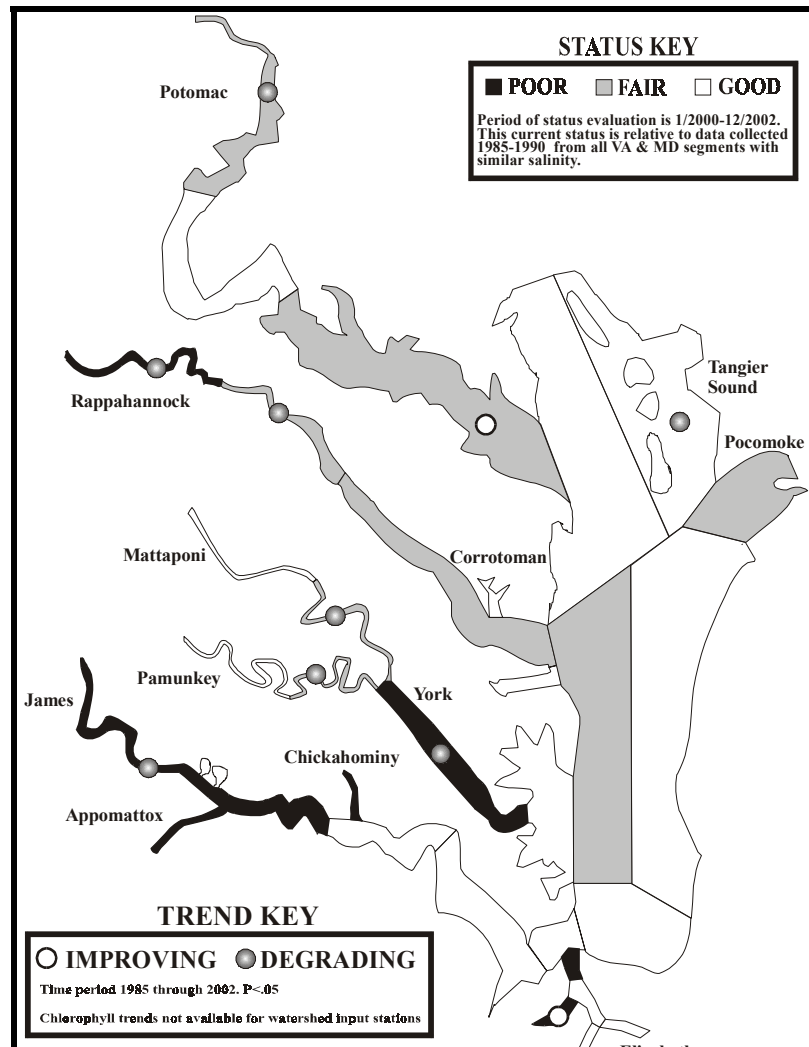 STATUS KEY
POOR FAIR GOOD
Period of status evaluation is 1/2000-12/2002.
This current status is relative to data collected
1985-1990 from all VA & MD segments with
similar salinity.
Potomac
Rappahannock
Tangier
Sound
Pocomoke
Mattaponi
Corrotoman
Pamunkey
York
James
Chickahominy
Appomattox
TREND KEY
IMPROVING DEGRADING
Time period 1985 through 2002. P<.05
Chlorophyll trends not available for watershed input stations